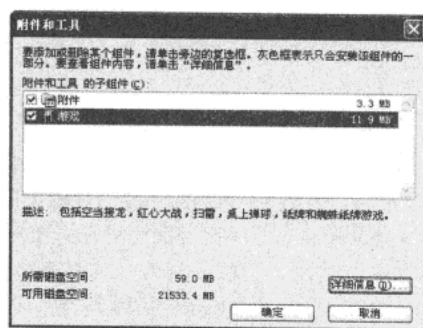 附件和工具
要添加或删除某个组件，请单击旁边的复选框。灰色框表示只会安装该组件的一
部分。要查看组件内容，请单击“详细信息”。
附件和工具 的子组件(C):
附件 3.3 MB
游戏 11.9 MB
描述: 包括空当接龙，红心大战，扫雷，桌上弹球，纸牌和蜘蛛纸牌游戏。
所需磁盘空间 59.0 MB 详细信息(D)...
可用磁盘空间: 21533.4 MB
确定 取消